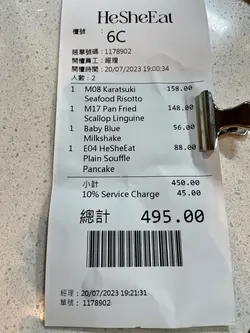 HeSheEat
檯號 :
6C
賬單號碼 : 1178902
開檯員工 : 經理
開檯時間 : 20/07/2023 19:00:34
人數 : 2
1 M08 Karatsuki 158.00
Seafood Risotto
1 M17 Pan Fried 148.00
Scallop Linguine
1 Baby Blue 56.00
Milkshake
1 E04 HeSheEat 88.00
Plain Souffle
Pancake
小計 450.00
10% Service Charge 45.00
總計 495.00
經理 : 20/07/2023 19:21:31
單號 : 1178902